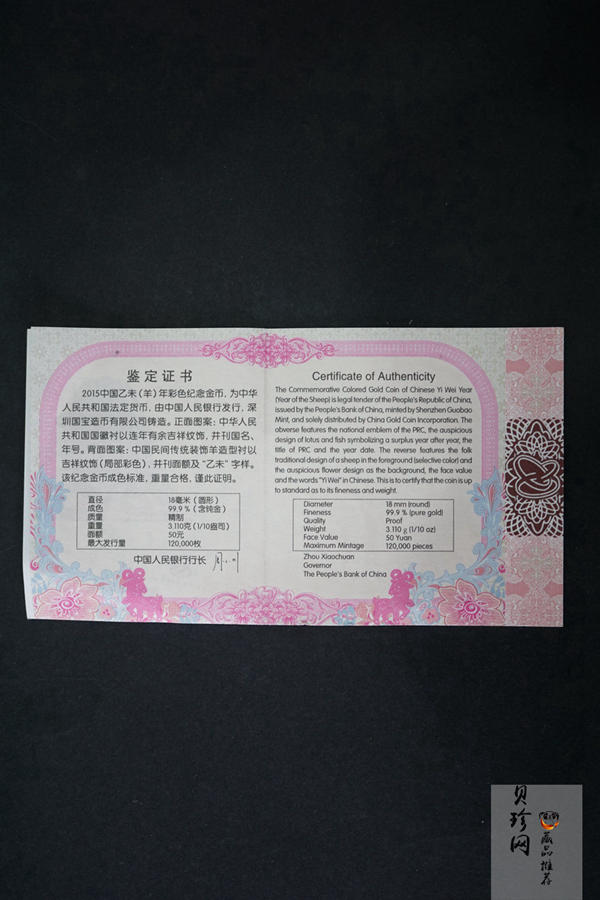 鉴定证书
2015中国乙未（羊）年彩色纪念金币，为中华
人民共和国法定货币，由中国人民银行发行，深
圳国宝造币有限公司铸造。正面图案：中华人民
共和国国徽衬以连年有余吉祥纹饰，并刊国名、
年号。背面图案：中国民间传统装饰羊造型衬以
吉祥纹饰（局部彩色），并刊面额及“乙未”字样。
该纪念金币成色标准，重量合格，谨此证明。
直径 18毫米（圆形）
成色 99.9％（含纯金）
质量 精制
重量 3.110克（1/10盎司）
面额 50元
最大发行量 120,000枚
中国人民银行行长
Certificate of Authenticity
The Commemorative Colored Gold Coin of Chinese Yi Wei Year
(Year of the Sheep) is legal tender of the People's Republic of China,
issued by the People's Bank of China, minted by Shenzhen Guobao
Mint, and solely distributed by China Gold Coin Incorporation. The
obverse features the national emblem of the PRC, the auspicious
design of lotus and fish symbolizing a surplus year after year, the
title of PRC and the year date. The reverse features the folk
traditional design of a sheep in the foreground (selective color) and
the auspicious flower design as the background, the face value
and the words "Yi Wei" in Chinese. This is to certify that the coin is up
to standard as to its fineness and weight.
Diameter 18 mm (round)
Fineness 99.9 % (pure gold)
Quality Proof
Weight 3.110 g (1/10 oz)
Face Value 50 Yuan
Maximum Mintage 120,000 pieces
Zhou Xiaochuan
Governor
The People's Bank of China
贝珍网
藏品推荐